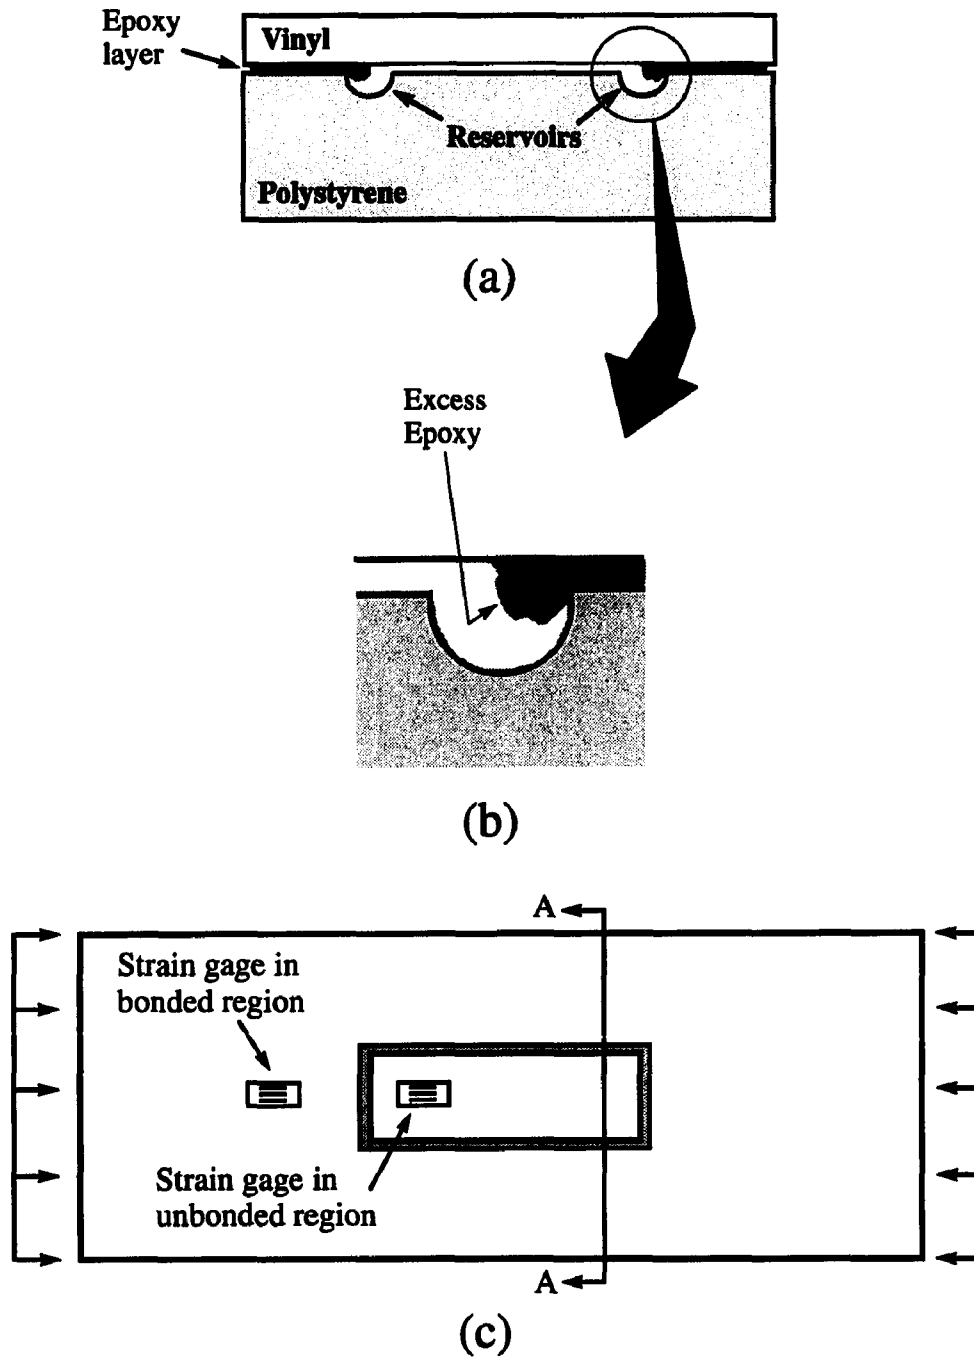 Epoxy
layer
Vinyl
Reservoirs
Polystyrene
(a)
Excess
Epoxy
(b)
A
Strain gage in
bonded region
Strain gage in
unbonded region
A
(c)